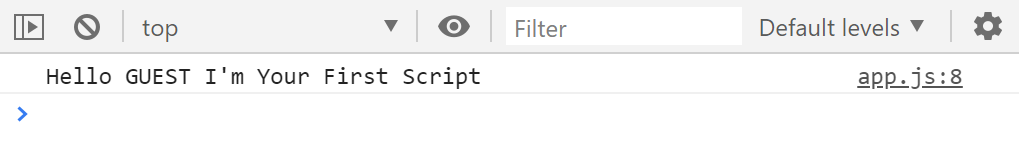 top Filter Default levels
Hello GUEST I'm Your First Script app.js:8